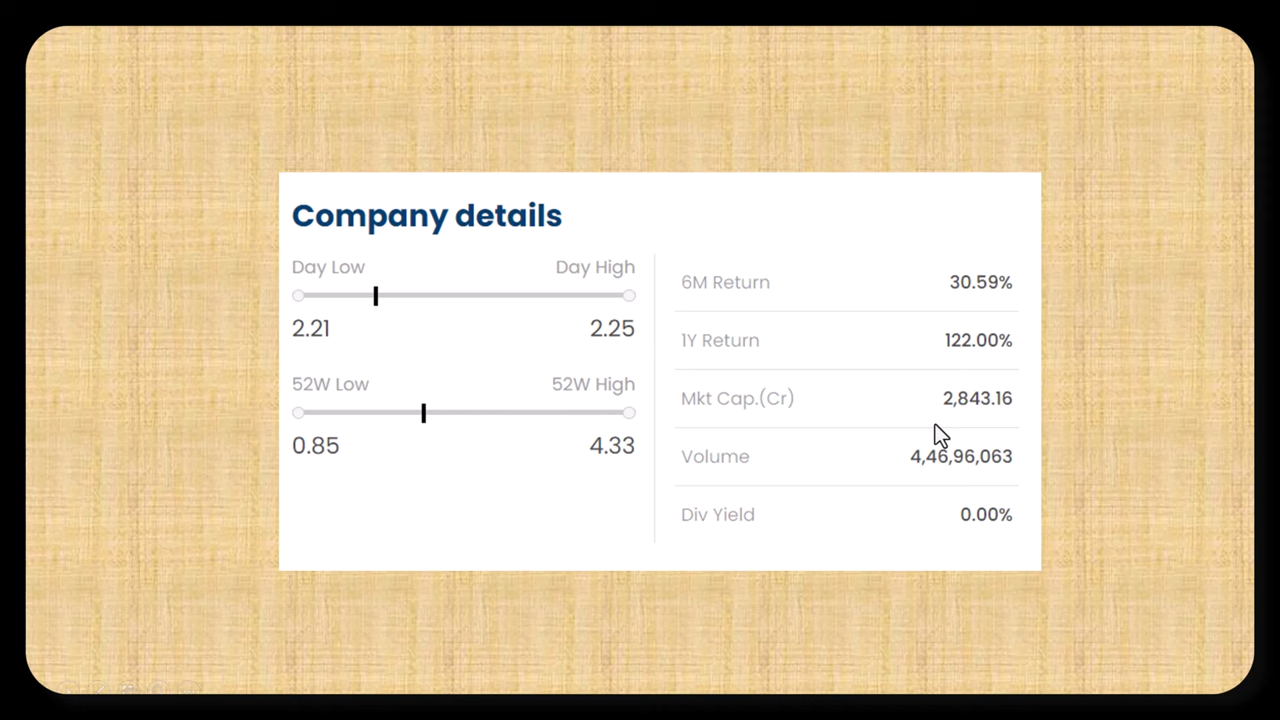 Company details
Day Low Day High
2.21 2.25
52W Low 52W High
0.85 4.33
6M Return 30.59%
1Y Return 122.00%
Mkt Cap.(Cr) 2,843.16
Volume 4,46,96,063
Div Yield 0.00%